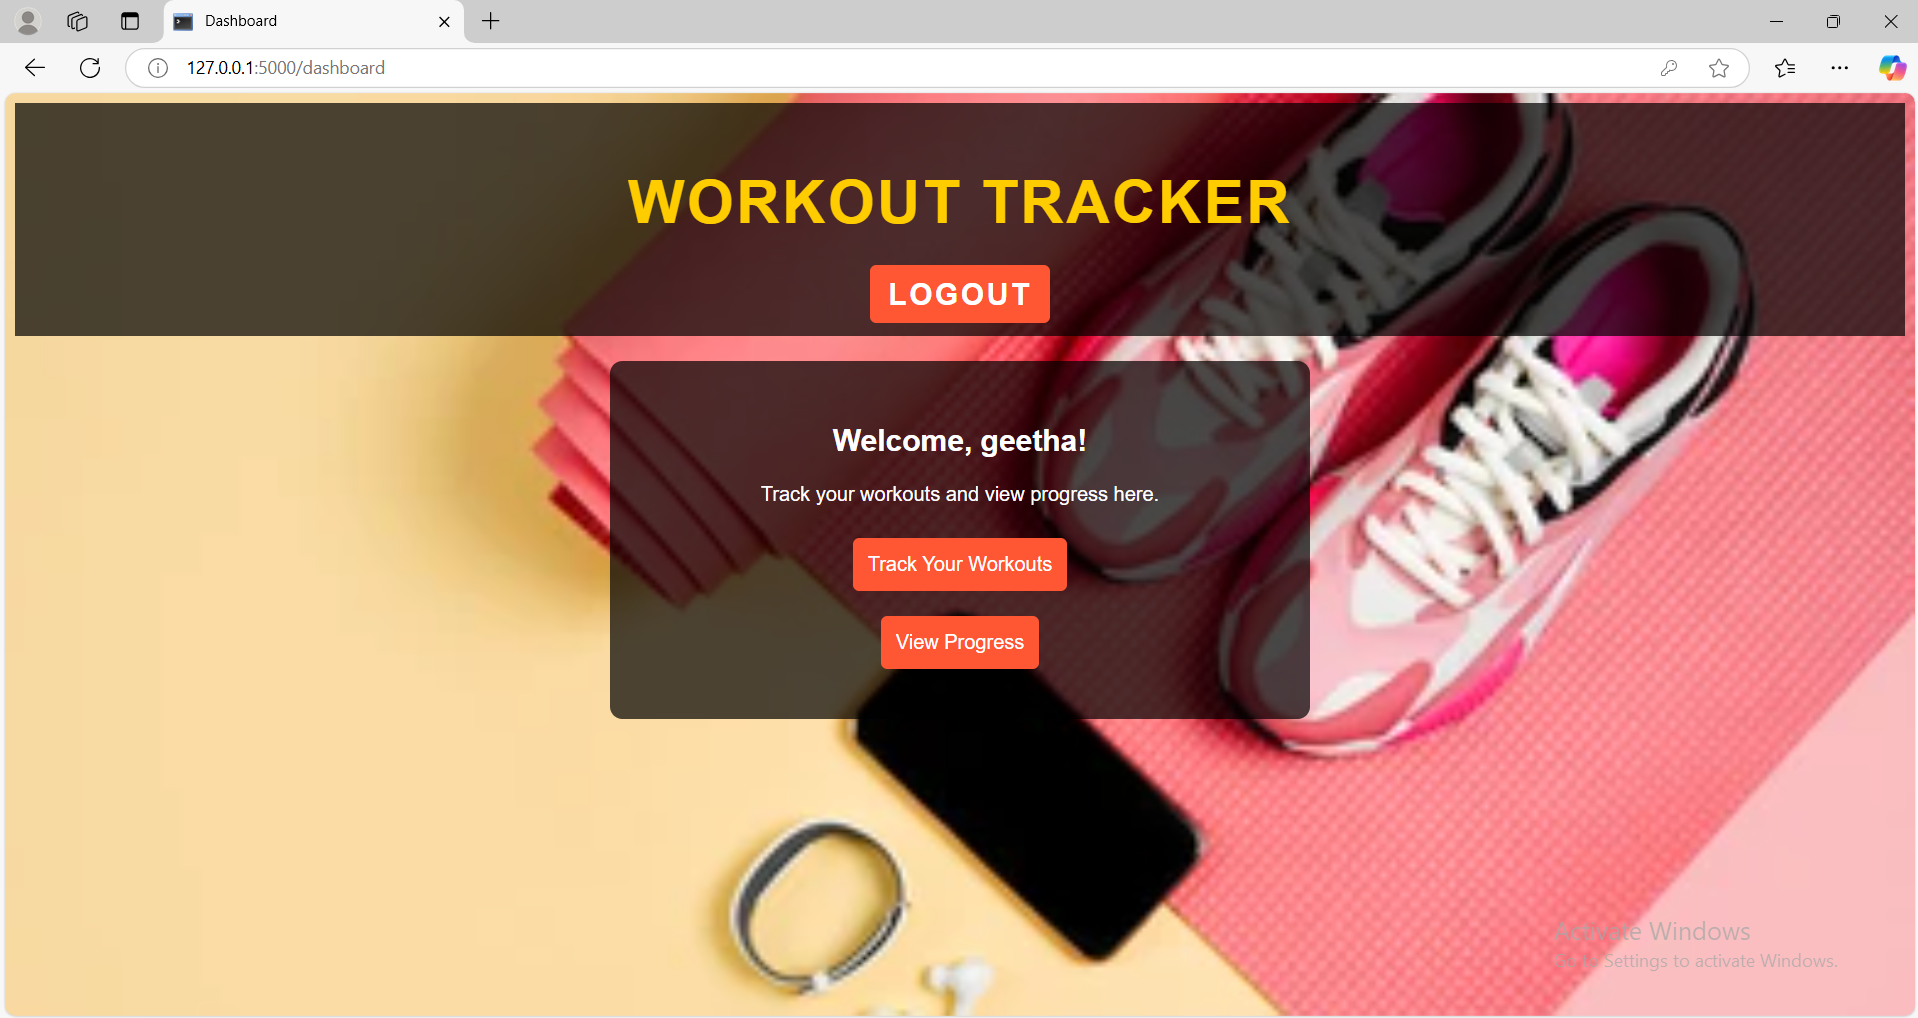 Dashboard
127.0.0.1:5000/dashboard
WORKOUT TRACKER
LOGOUT
Welcome, geetha!
Track your workouts and view progress here.
Track Your Workouts
View Progress
Activate Windows
Go to Settings to activate Windows.